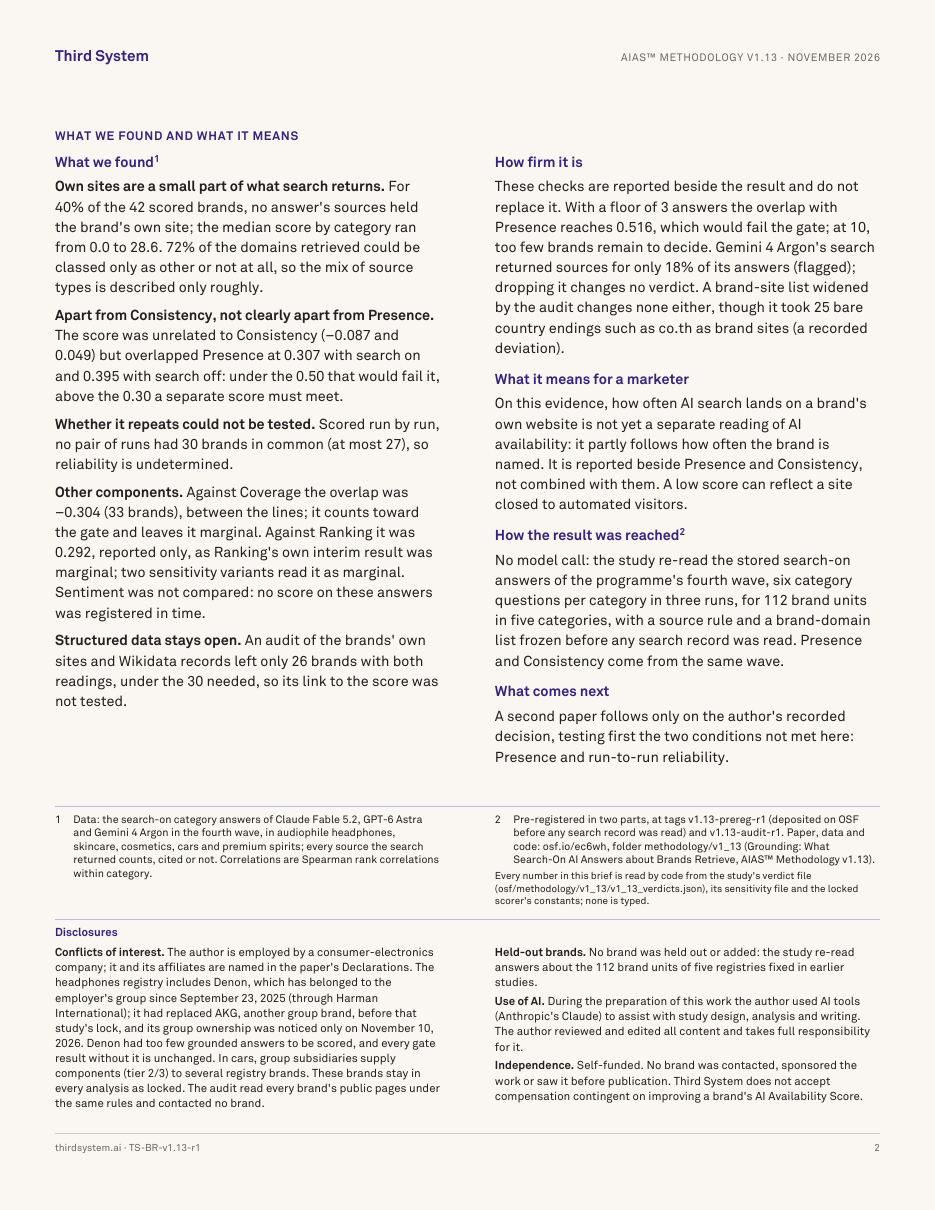 Third System
AIAS™ METHODOLOGY V1.13 · NOVEMBER 2026
WHAT WE FOUND AND WHAT IT MEANS
What we found1
Own sites are a small part of what search returns. For
40% of the 42 scored brands, no answer's sources held
the brand's own site; the median score by category ran
from 0.0 to 28.6. 72% of the domains retrieved could be
classed only as other or not at all, so the mix of source
types is described only roughly.
Apart from Consistency, not clearly apart from Presence.
The score was unrelated to Consistency (−0.087 and
0.049) but overlapped Presence at 0.307 with search on
and 0.395 with search off: under the 0.50 that would fail it,
above the 0.30 a separate score must meet.
Whether it repeats could not be tested. Scored run by run,
no pair of runs had 30 brands in common (at most 27), so
reliability is undetermined.
Other components. Against Coverage the overlap was
−0.304 (33 brands), between the lines; it counts toward
the gate and leaves it marginal. Against Ranking it was
0.292, reported only, as Ranking's own interim result was
marginal; two sensitivity variants read it as marginal.
Sentiment was not compared: no score on these answers
was registered in time.
Structured data stays open. An audit of the brands' own
sites and Wikidata records left only 26 brands with both
readings, under the 30 needed, so its link to the score was
not tested.
How firm it is
These checks are reported beside the result and do not
replace it. With a floor of 3 answers the overlap with
Presence reaches 0.516, which would fail the gate; at 10,
too few brands remain to decide. Gemini 4 Argon's search
returned sources for only 18% of its answers (flagged);
dropping it changes no verdict. A brand-site list widened
by the audit changes none either, though it took 25 bare
country endings such as co.th as brand sites (a recorded
deviation).
What it means for a marketer
On this evidence, how often AI search lands on a brand's
own website is not yet a separate reading of AI
availability: it partly follows how often the brand is
named. It is reported beside Presence and Consistency,
not combined with them. A low score can reflect a site
closed to automated visitors.
How the result was reached2
No model call: the study re-read the stored search-on
answers of the programme's fourth wave, six category
questions per category in three runs, for 112 brand units
in five categories, with a source rule and a brand-domain
list frozen before any search record was read. Presence
and Consistency come from the same wave.
What comes next
A second paper follows only on the author's recorded
decision, testing first the two conditions not met here:
Presence and run-to-run reliability.
1 Data: the search-on category answers of Claude Fable 5.2, GPT-6 Astra
and Gemini 4 Argon in the fourth wave, in audiophile headphones,
skincare, cosmetics, cars and premium spirits; every source the search
returned counts, cited or not. Correlations are Spearman rank correlations
within category.
2 Pre-registered in two parts, at tags v1.13-prereg-r1 (deposited on OSF
before any search record was read) and v1.13-audit-r1. Paper, data and
code: osf.io/ec6wh, folder methodology/v1_13 (Grounding: What
Search-On AI Answers about Brands Retrieve, AIAS™ Methodology v1.13).
Every number in this brief is read by code from the study's verdict file
(osf/methodology/v1_13/v1_13_verdicts.json), its sensitivity file and the locked
scorer's constants; none is typed.
Disclosures
Conflicts of interest. The author is employed by a consumer-electronics
company; it and its affiliates are named in the paper's Declarations. The
headphones registry includes Denon, which has belonged to the
employer's group since September 23, 2025 (through Harman
International); it had replaced AKG, another group brand, before that
study's lock, and its group ownership was noticed only on November 10,
2026. Denon had too few grounded answers to be scored, and every gate
result without it is unchanged. In cars, group subsidiaries supply
components (tier 2/3) to several registry brands. These brands stay in
every analysis as locked. The audit read every brand's public pages under
the same rules and contacted no brand.
Held-out brands. No brand was held out or added: the study re-read
answers about the 112 brand units of five registries fixed in earlier
studies.
Use of AI. During the preparation of this work the author used AI tools
(Anthropic's Claude) to assist with study design, analysis and writing.
The author reviewed and edited all content and takes full responsibility
for it.
Independence. Self-funded. No brand was contacted, sponsored the
work or saw it before publication. Third System does not accept
compensation contingent on improving a brand's AI Availability Score.
thirdsystem.ai · TS-BR-v1.13-r1
2